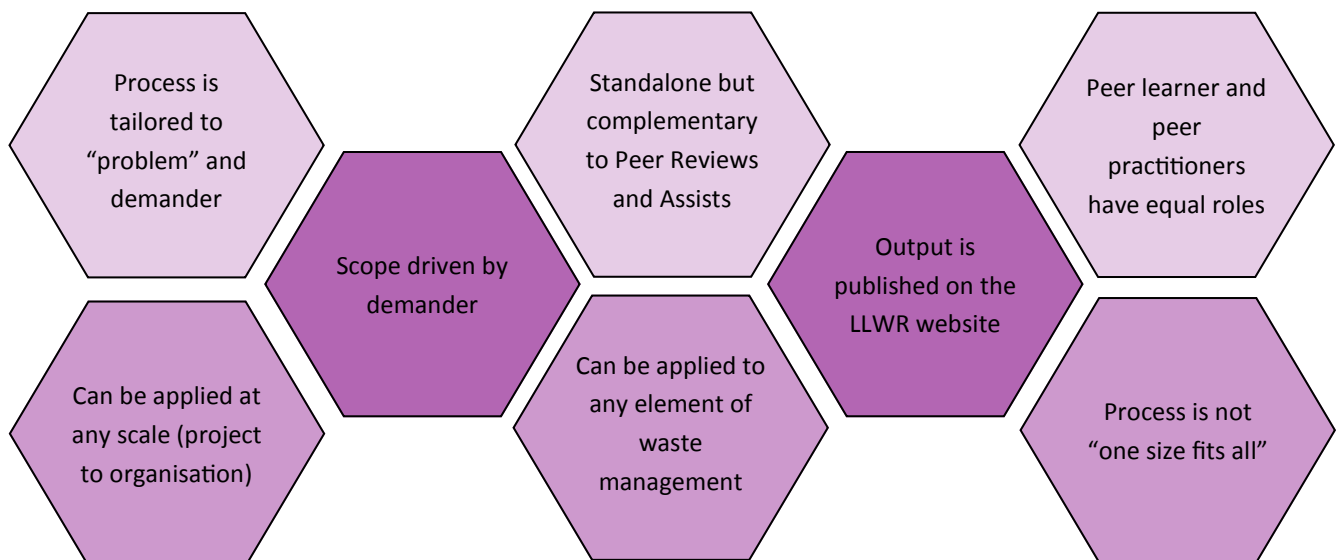 Process is
tailored to
“problem” and
demander
Standalone but
complementary
to Peer Reviews
and Assists
Peer learner and
peer
practitioners
have equal roles
Scope driven by
demander
Output is
published on the
LLWR website
Can be applied at
any scale (project
to organisation)
Can be applied to
any element of
waste
management
Process is not
“one size fits all”